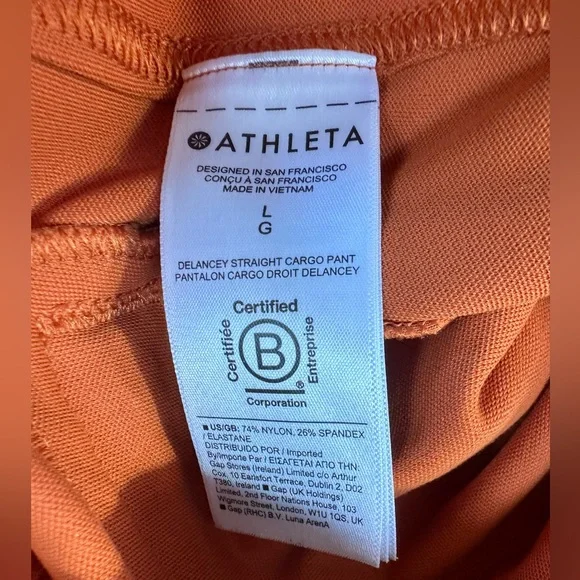 ATHLETA
DESIGNED IN SAN FRANCISCO
CONÇU À SAN FRANCISCO
MADE IN VIETNAM
L
G
DELANCEY STRAIGHT CARGO PANT
PANTALON CARGO DROIT DELANCEY
Certified
Certifiée
B
Entreprise
®
Corporation
■ US/GB: 74% NYLON, 26% SPANDEX
/ ELASTANE
DISTRIBUIDO POR / Imported
By/Importe Par / ΕΙΣΑΓΕΤΑΙ ΑΠΟ ΤΗΝ:
Gap Stores (Ireland) Limited c/o Arthur
Cox, 10 Earlsfort Terrace, Dublin 2, D02
T380, Ireland ■ Gap (UK Holdings)
Limited, 2nd Floor Nations House, 103
Wigmore Street, London, W1U 1QS, UK
■ Gap (RHC) B.V. Luna ArenA